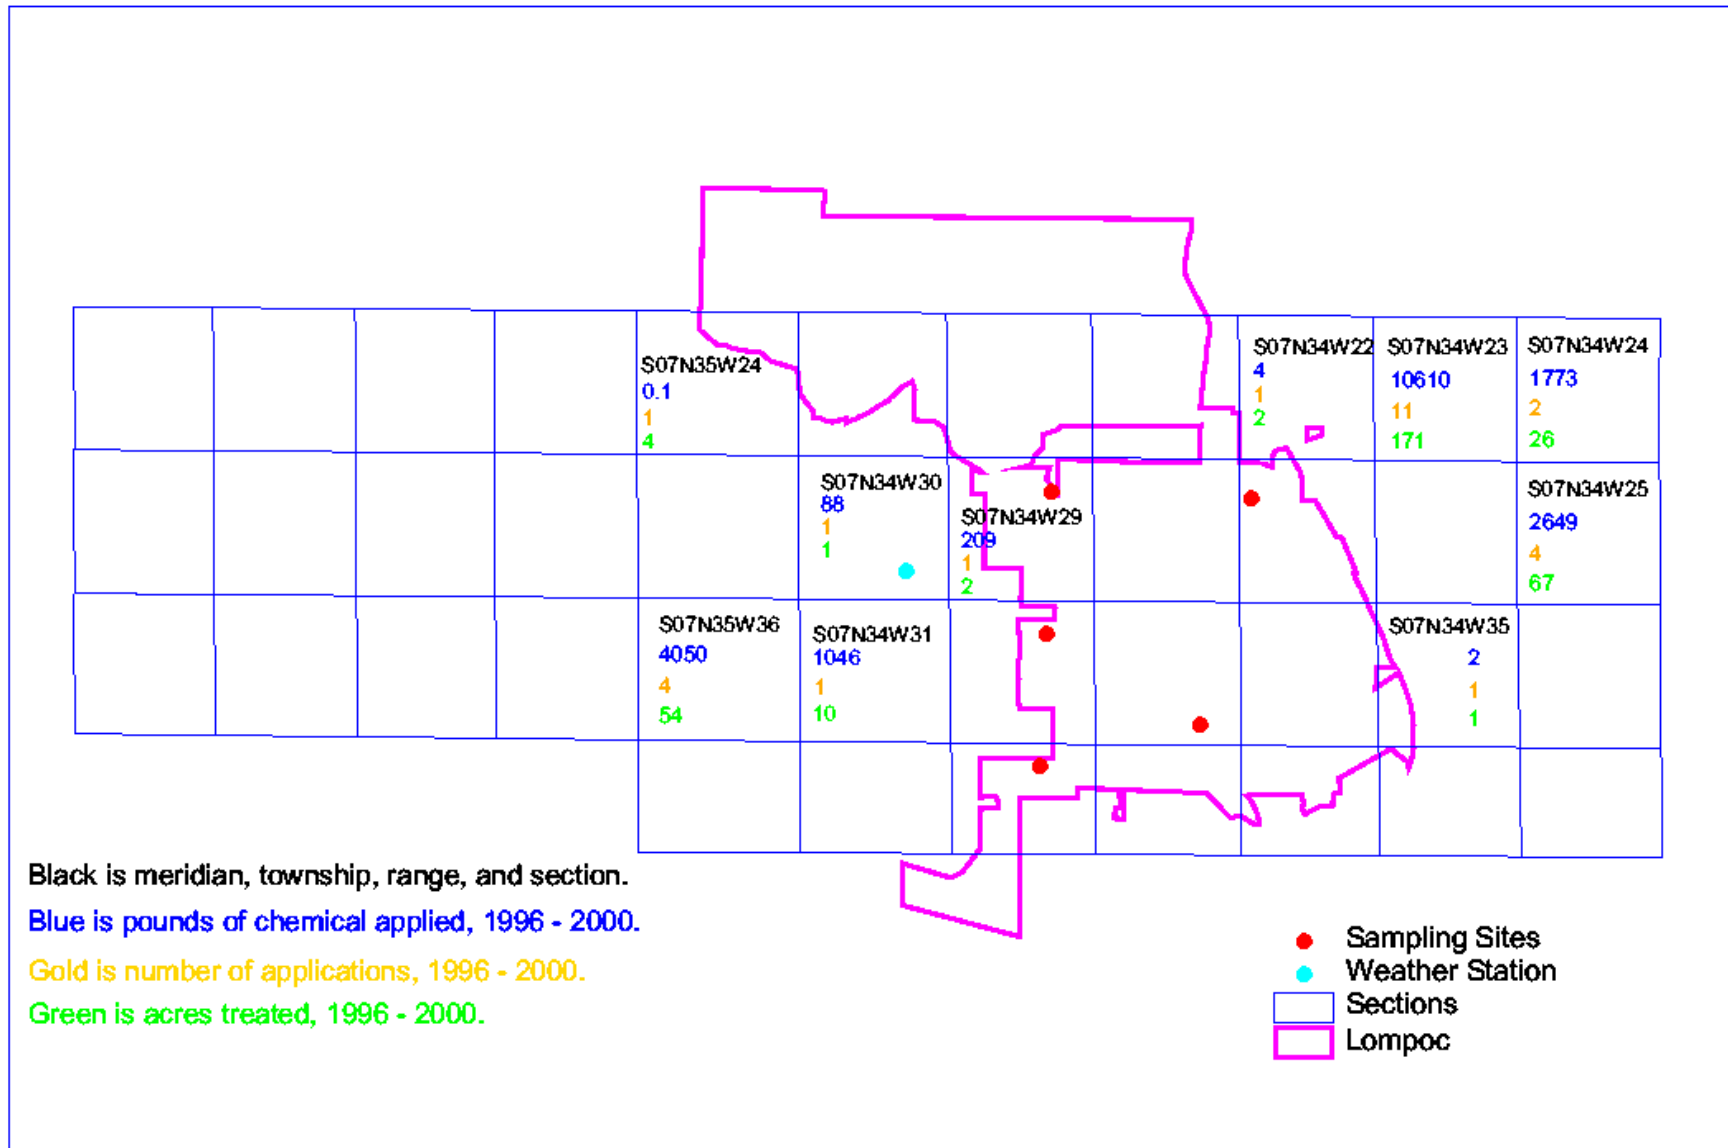 S07N35W24
0.1
1
4
S07N34W22
4
1
2
S07N34W23
10610
11
171
S07N34W24
1773
2
26
S07N34W30
88
1
1
S07N34W29
209
1
2
S07N34W25
2649
4
67
S07N35W36
4050
4
54
S07N34W31
1046
1
10
S07N34W35
2
1
1
Black is meridian, township, range, and section.
Blue is pounds of chemical applied, 1996 - 2000.
Gold is number of applications, 1996 - 2000.
Green is acres treated, 1996 - 2000.
Sampling Sites
Weather Station
Sections
Lompoc